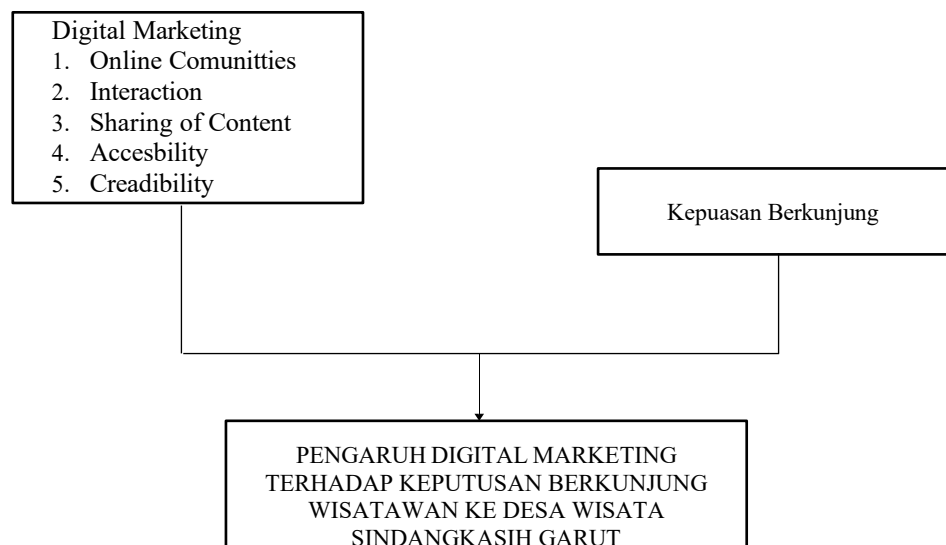 Digital Marketing
1. Online Comunitties
2. Interaction
3. Sharing of Content
4. Accesbility
5. Creadibility
Kepuasan Berkunjung
PENGARUH DIGITAL MARKETING
TERHADAP KEPUTUSAN BERKUNJUNG
WISATAWAN KE DESA WISATA
SINDANGKASIH GARUT